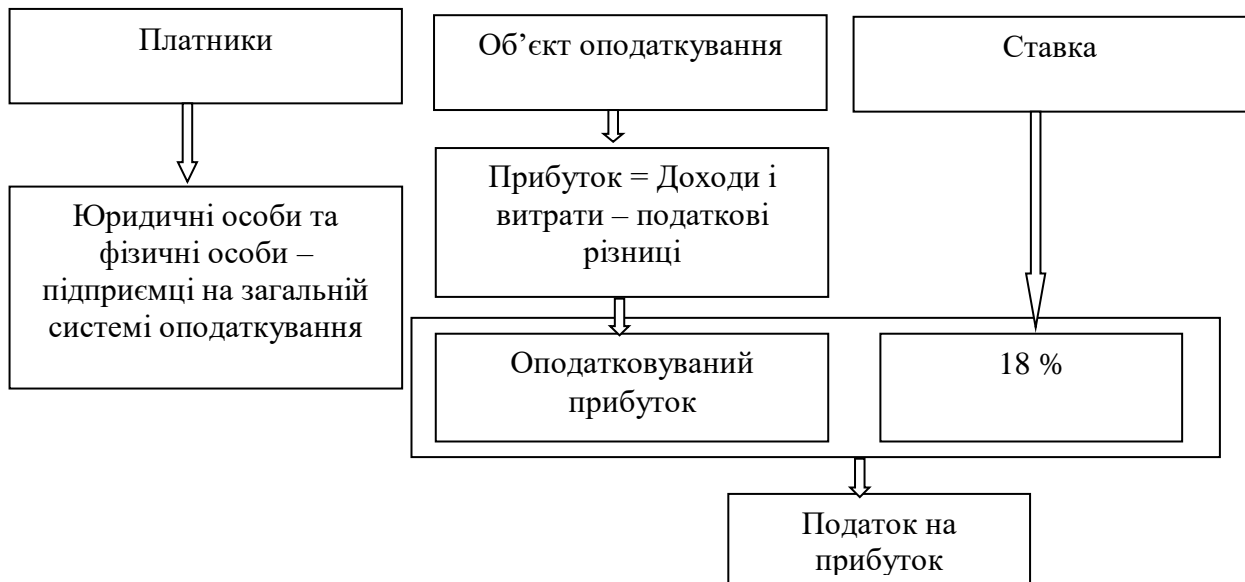 Платники
Об’єкт оподаткування
Ставка
Юридичні особи та
фізичні особи –
підприємці на загальній
системі оподаткування
Прибуток = Доходи і
витрати – податкові
різниці
Оподатковуваний
прибуток
18 %
Податок на
прибуток